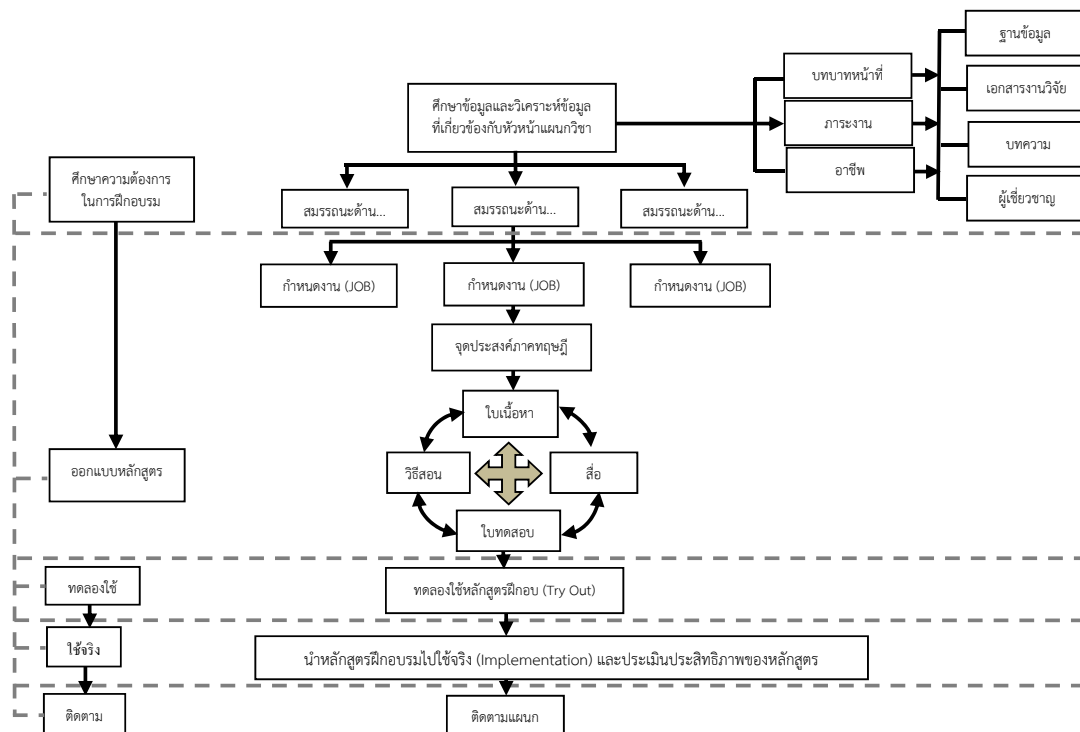 ฐานข้อมูล
บทบาทหน้าที่
เอกสารงานวิจัย
ศึกษาข้อมูลและวิเคราะห์ข้อมูล
ที่เกี่ยวข้องกับหัวหน้าแผนกวิชา
ภาระงาน
บทความ
อาชีพ
ผู้เชี่ยวชาญ
ศึกษาความต้องการ
ในการฝึกอบรม
สมรรถนะด้าน...
สมรรถนะด้าน...
สมรรถนะด้าน...
กำหนดงาน (JOB)
กำหนดงาน (JOB)
กำหนดงาน (JOB)
จุดประสงค์ภาคทฤษฎี
ใบเนื้อหา
ออกแบบหลักสูตร
วิธีสอน
สื่อ
ใบทดสอบ
ทดลองใช้
ทดลองใช้หลักสูตรฝึกอบ (Try Out)
ใช้จริง
นำหลักสูตรฝึกอบรมไปใช้จริง (Implementation) และประเมินประสิทธิภาพของหลักสูตร
ติดตาม
ติดตามแผนก